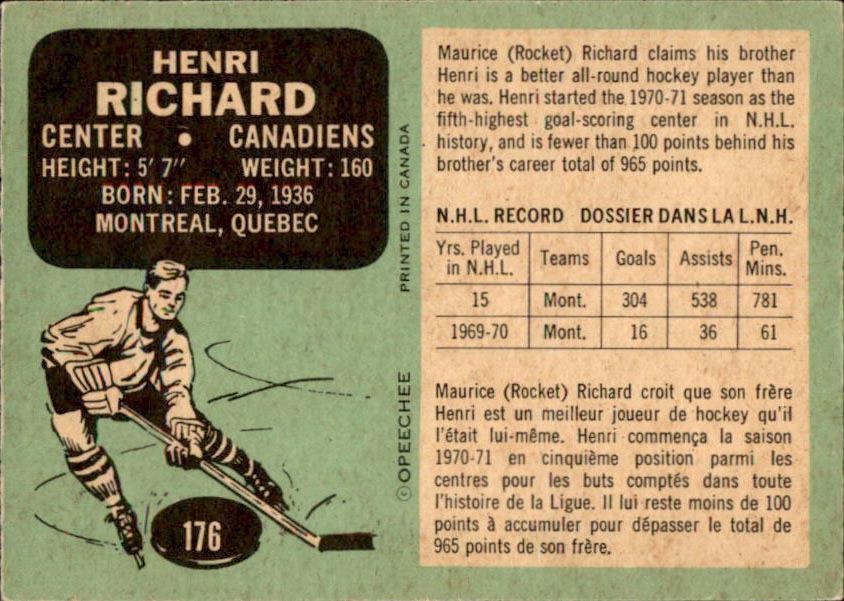 HENRI
RICHARD
CENTER • CANADIENS
HEIGHT: 5' 7" WEIGHT: 160
BORN: FEB. 29, 1936
MONTREAL, QUEBEC
176
PRINTED IN CANADA
© OPEECHEE
Maurice (Rocket) Richard claims his brother
Henri is a better all-round hockey player than
he was. Henri started the 1970-71 season as the
fifth-highest goal-scoring center in N.H.L.
history, and is fewer than 100 points behind his
brother's career total of 965 points.
N.H.L. RECORD DOSSIER DANS LA L.N.H.
Yrs. Played in N.H.L. Teams Goals Assists Pen. Mins.
15 Mont. 304 538 781
1969-70 Mont. 16 36 61
Maurice (Rocket) Richard croit que son frère
Henri est un meilleur joueur de hockey qu'il
l'était lui-même. Henri commença la saison
1970-71 en cinquième position parmi les
centres pour les buts comptés dans toute
l'histoire de la Ligue. Il lui reste moins de 100
points à accumuler pour dépasser le total de
965 points de son frère.